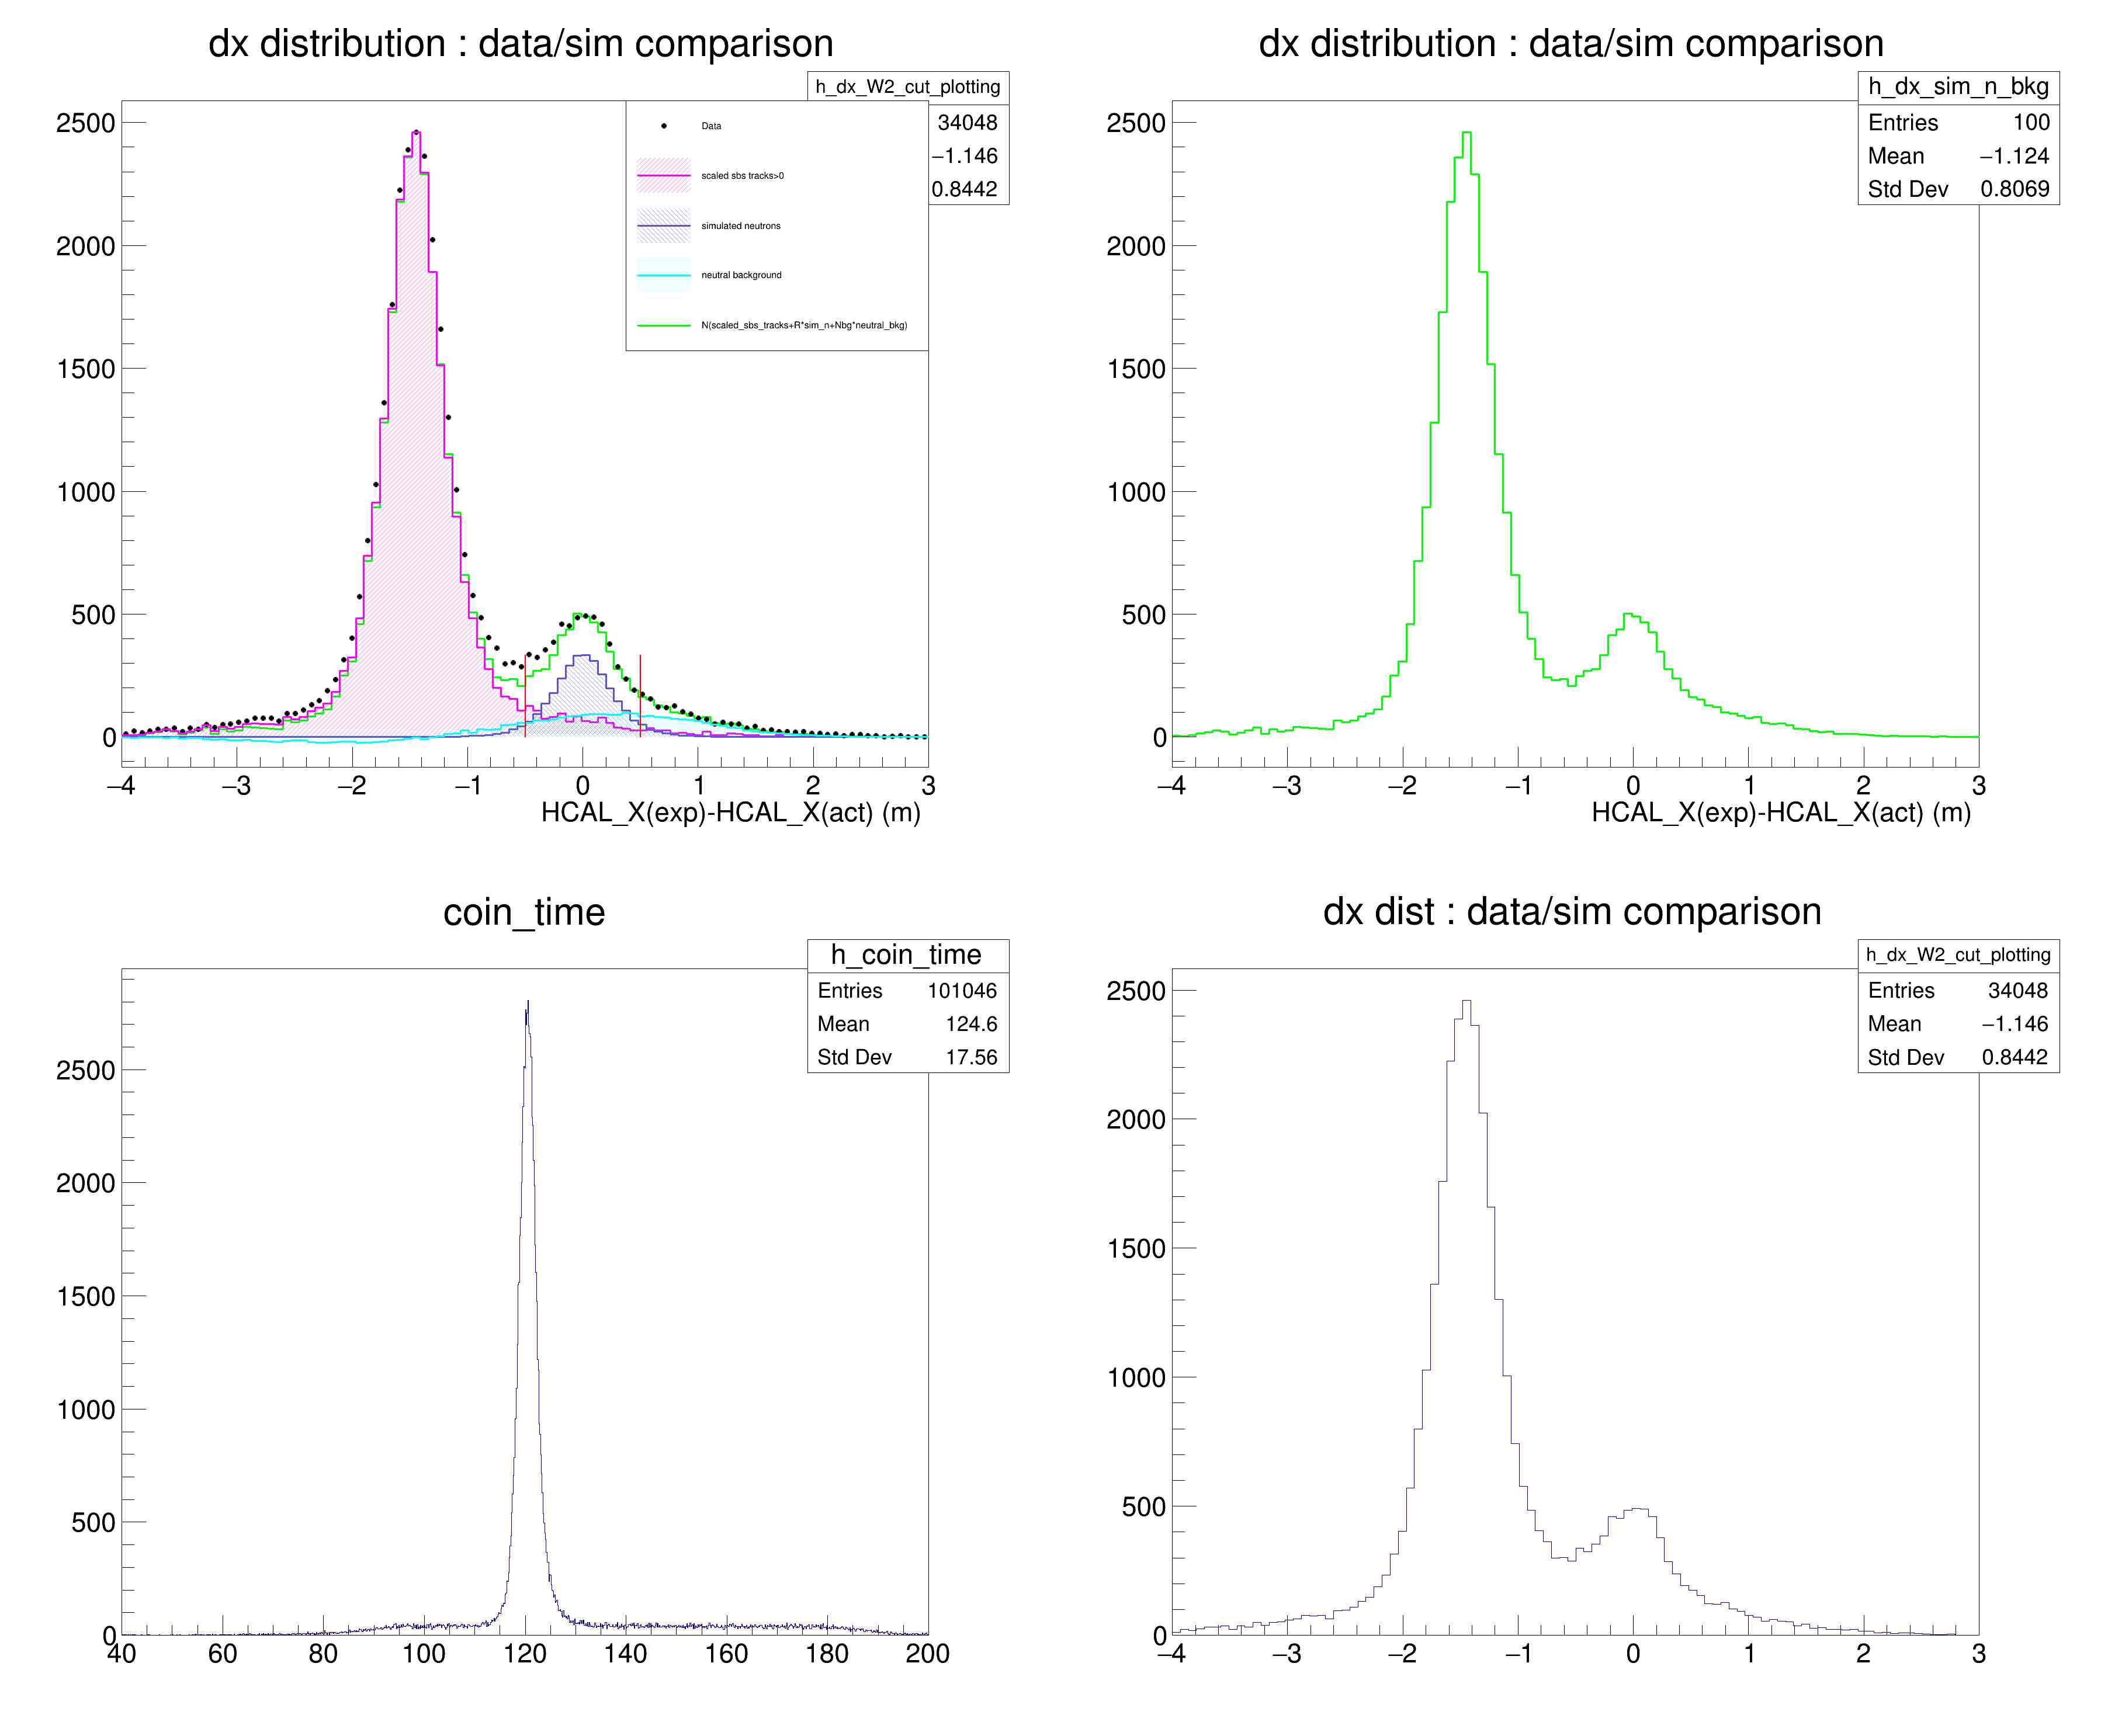 dx distribution : data/sim comparison
h_dx_W2_cut_plotting
34048
−1.146
0.8442
Data
scaled sbs tracks>0
simulated neutrons
neutral background
N(scaled_sbs_tracks+R*sim_n+Nbg*neutral_bkg)
2500
2000
1500
1000
500
0
−4 −3 −2 −1 0 1 2 3
HCAL_X(exp)-HCAL_X(act) (m)
dx distribution : data/sim comparison
h_dx_sim_n_bkg
Entries 100
Mean −1.124
Std Dev 0.8069
2500
2000
1500
1000
500
0
−4 −3 −2 −1 0 1 2 3
HCAL_X(exp)-HCAL_X(act) (m)
coin_time
h_coin_time
Entries 101046
Mean 124.6
Std Dev 17.56
2500
2000
1500
1000
500
0
40 60 80 100 120 140 160 180 200
dx dist : data/sim comparison
h_dx_W2_cut_plotting
Entries 34048
Mean −1.146
Std Dev 0.8442
2500
2000
1500
1000
500
0
−4 −3 −2 −1 0 1 2 3